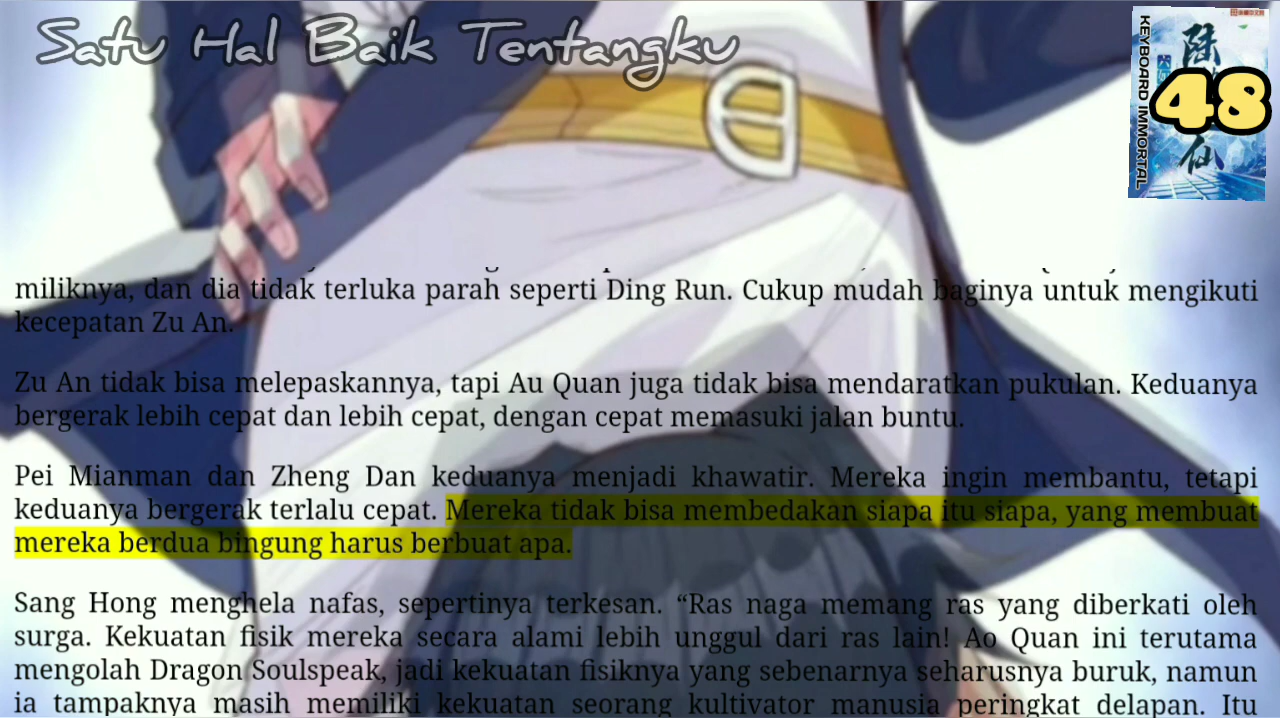 Satu Hal Baik Tentangku
48
KEYBOARD IMMORTAL
miliknya, dan dia tidak terluka parah seperti Ding Run. Cukup mudah baginya untuk mengikuti
kecepatan Zu An.
Zu An tidak bisa melepaskannya, tapi Au Quan juga tidak bisa mendaratkan pukulan. Keduanya
bergerak lebih cepat dan lebih cepat, dengan cepat memasuki jalan buntu.
Pei Mianman dan Zheng Dan keduanya menjadi khawatir. Mereka ingin membantu, tetapi
keduanya bergerak terlalu cepat. Mereka tidak bisa membedakan siapa itu siapa, yang membuat
mereka berdua bingung harus berbuat apa.
Sang Hong menghela nafas, sepertinya terkesan. “Ras naga memang ras yang diberkati oleh
surga. Kekuatan fisik mereka secara alami lebih unggul dari ras lain! Ao Quan ini terutama
mengolah Dragon Soulspeak, jadi kekuatan fisiknya yang sebenarnya seharusnya buruk, namun
ia tampaknya masih memiliki kekuatan seorang kultivator manusia peringkat delapan. Itu